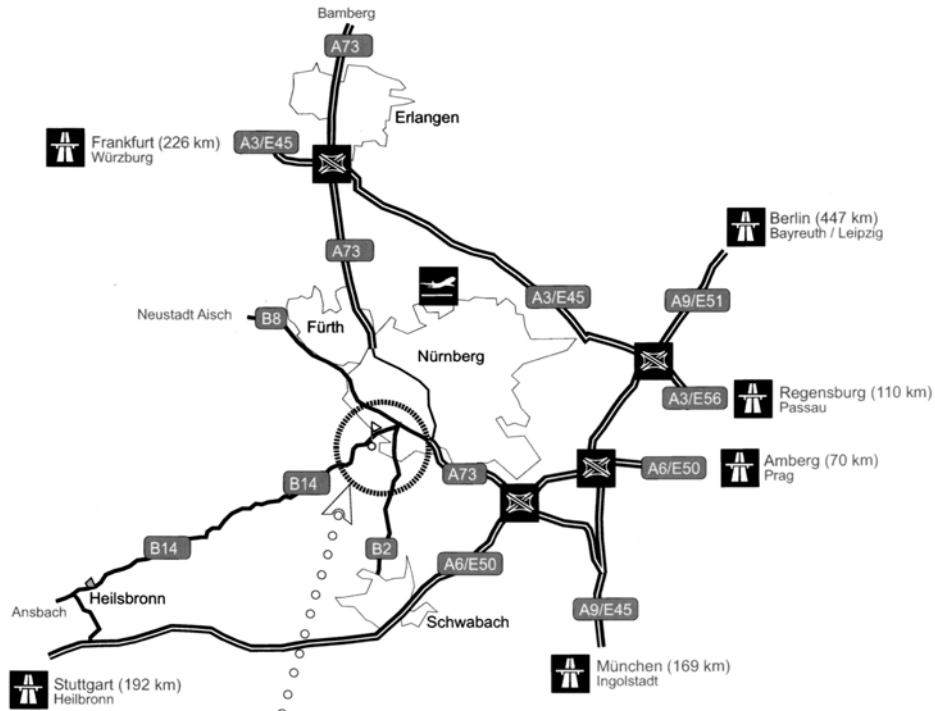 Bamberg
A73
Erlangen
A3/E45
Frankfurt (226 km)
Würzburg
Berlin (447 km)
Bayreuth / Leipzig
A73
A3/E45
A9/E51
Neustadt Aisch
B8
Fürth
Nürnberg
A3/E56
Regensburg (110 km)
Passau
A73
A6/E50
Amberg (70 km)
Prag
B14
B14
B2
A6/E50
Heilsbronn
Ansbach
Schwabach
A9/E45
München (169 km)
Ingolstadt
Stuttgart (192 km)
Heilbronn